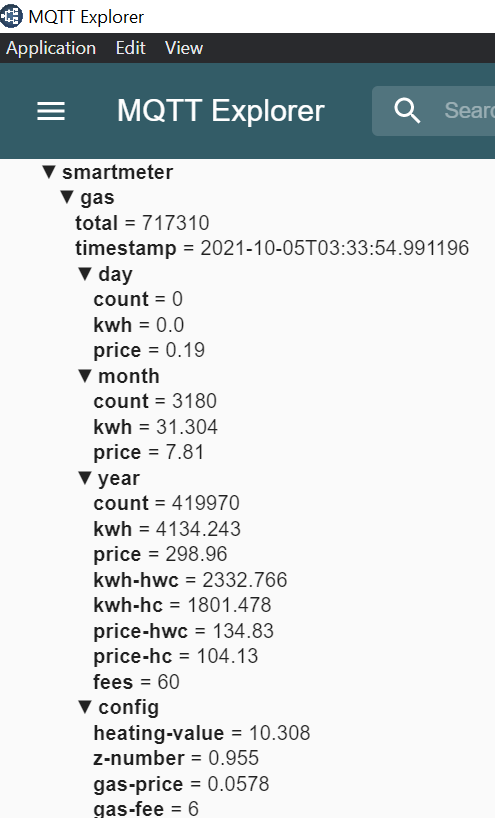 MQTT Explorer
Application Edit View
MQTT Explorer
▼ smartmeter
▼ gas
total = 717310
timestamp = 2021-10-05T03:33:54.991196
▼ day
count = 0
kwh = 0.0
price = 0.19
▼ month
count = 3180
kwh = 31.304
price = 7.81
▼ year
count = 419970
kwh = 4134.243
price = 298.96
kwh-hwc = 2332.766
kwh-hc = 1801.478
price-hwc = 134.83
price-hc = 104.13
fees = 60
▼ config
heating-value = 10.308
z-number = 0.955
gas-price = 0.0578
gas-fee = 6